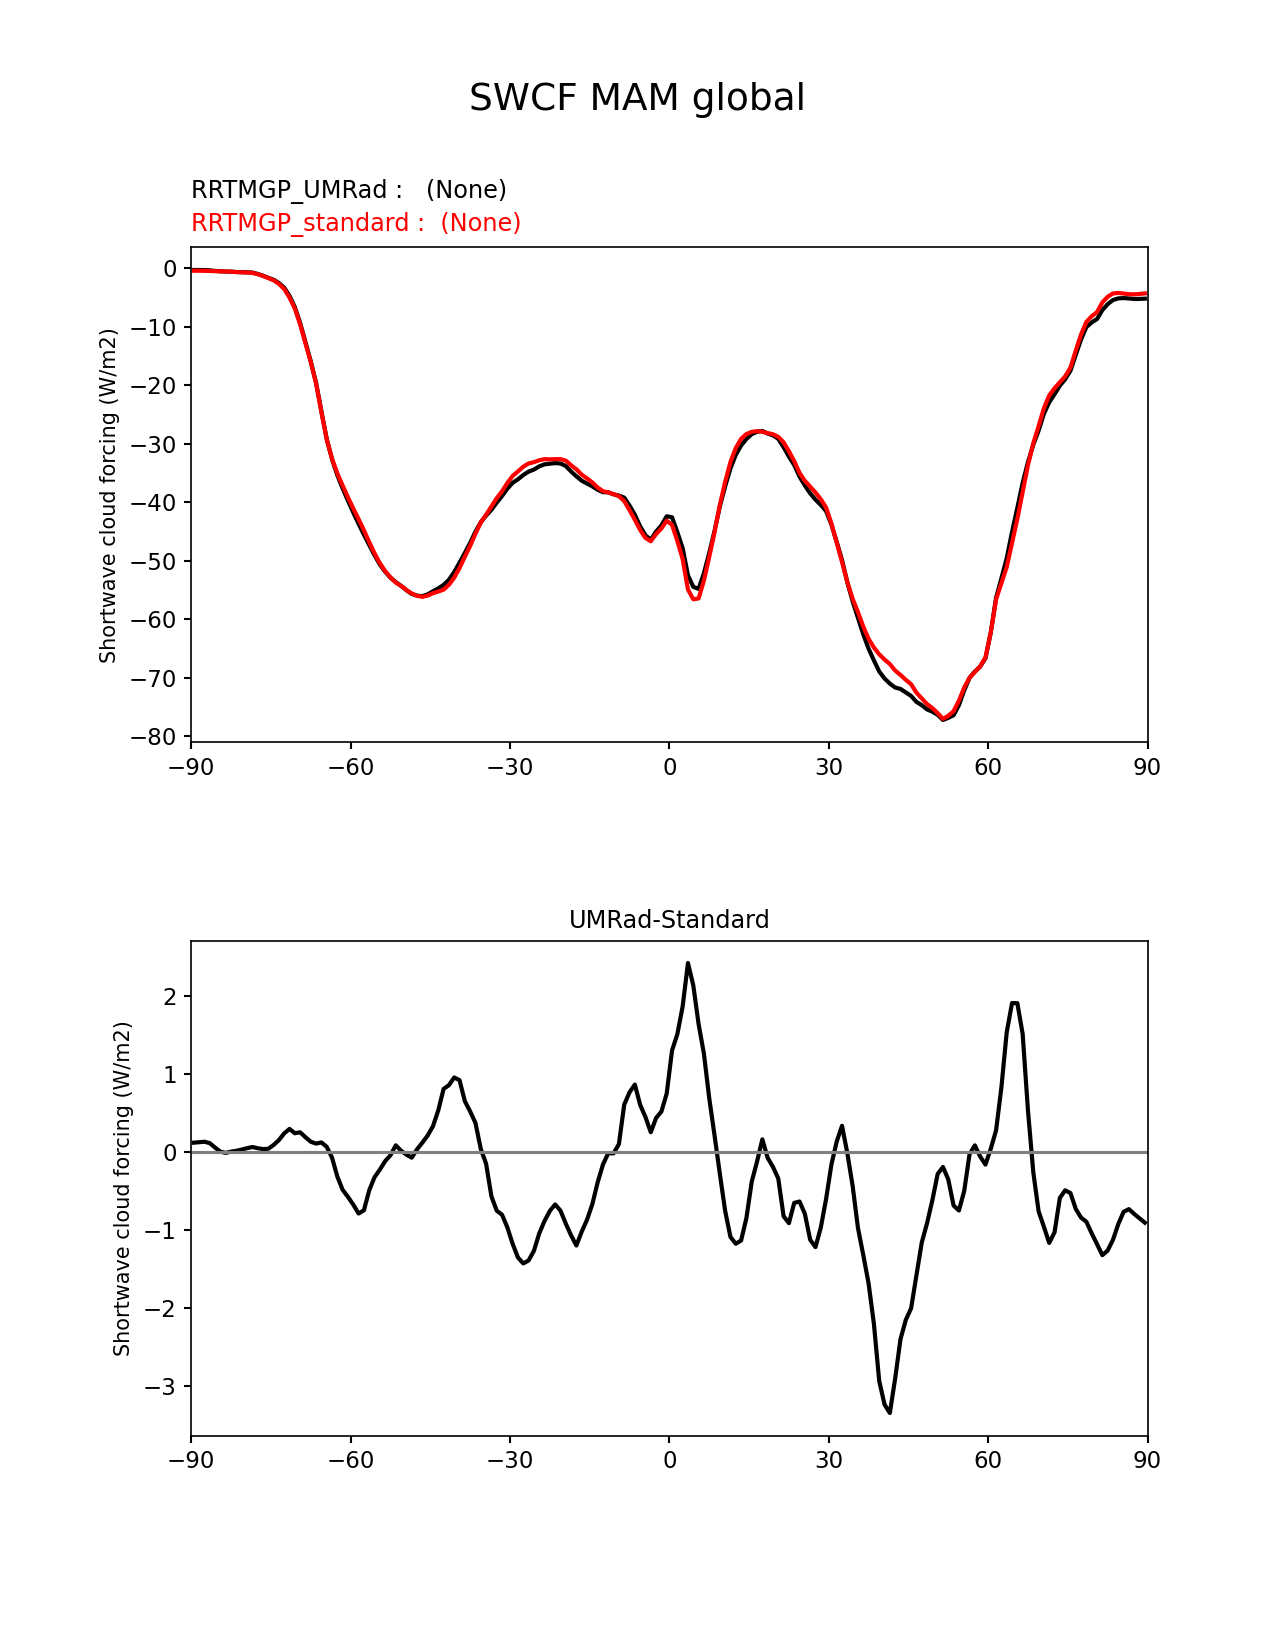 SWCF MAM global
RRTMGP_UMRad :   (None)
RRTMGP_standard :  (None)
Shortwave cloud forcing (W/m2)
0
−10
−20
−30
−40
−50
−60
−70
−80
−90 −60 −30 0 30 60 90
UMRad-Standard
Shortwave cloud forcing (W/m2)
2
1
0
−1
−2
−3
−90 −60 −30 0 30 60 90